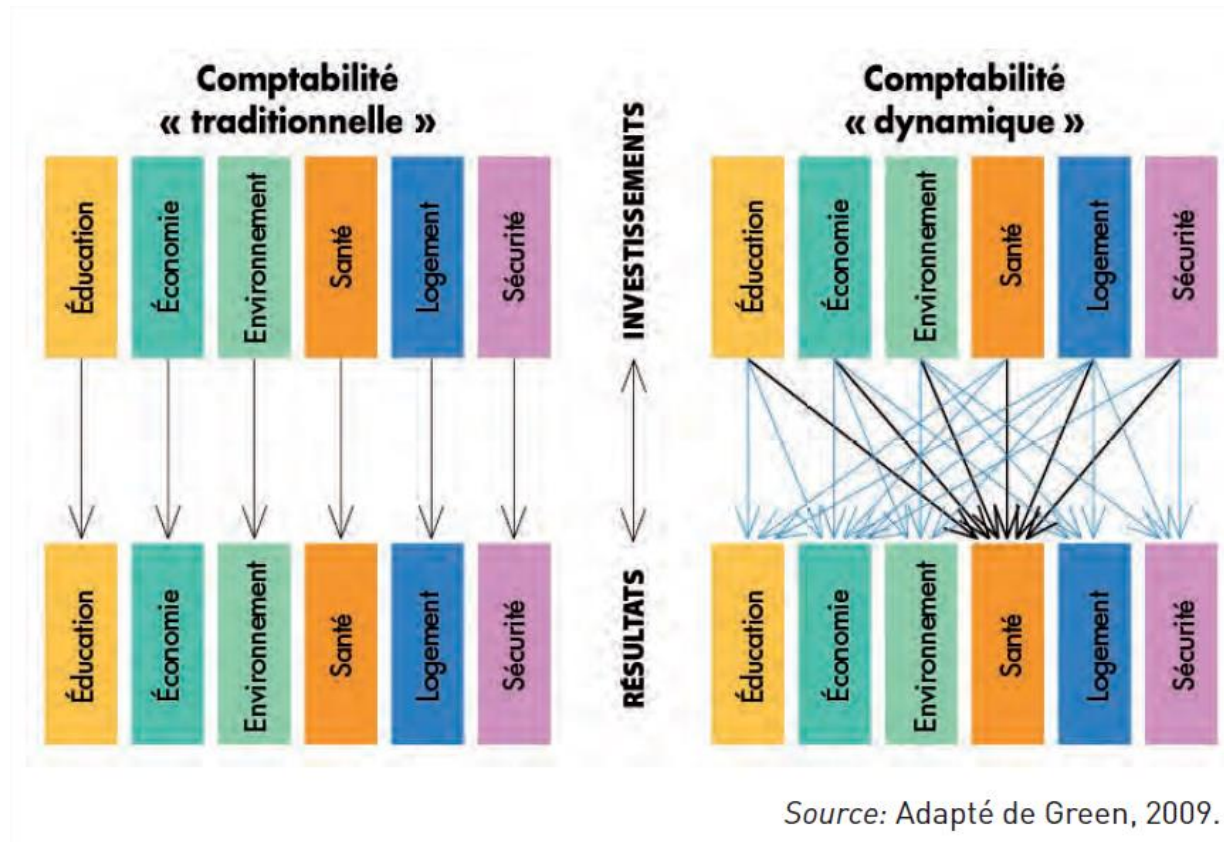 Comptabilité
« traditionnelle »
Éducation
Économie
Environnement
Santé
Logement
Sécurité
Éducation
Économie
Environnement
Santé
Logement
Sécurité
INVESTISSEMENTS
RÉSULTATS
Comptabilité
« dynamique »
Éducation
Économie
Environnement
Santé
Logement
Sécurité
Éducation
Économie
Environnement
Santé
Logement
Sécurité
Source: Adapté de Green, 2009.